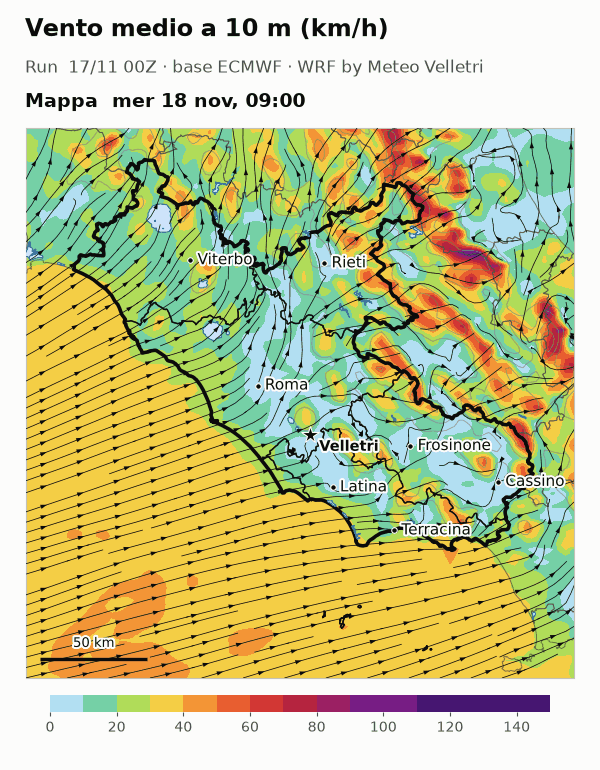 Vento medio a 10 m (km/h)
Run 17/11 00Z · base ECMWF · WRF by Meteo Velletri
Mappa mer 18 nov, 09:00
Viterbo
Rieti
Roma
Velletri
Frosinone
Latina
Cassino
Terracina
50 km
0 20 40 60 80 100 120 140